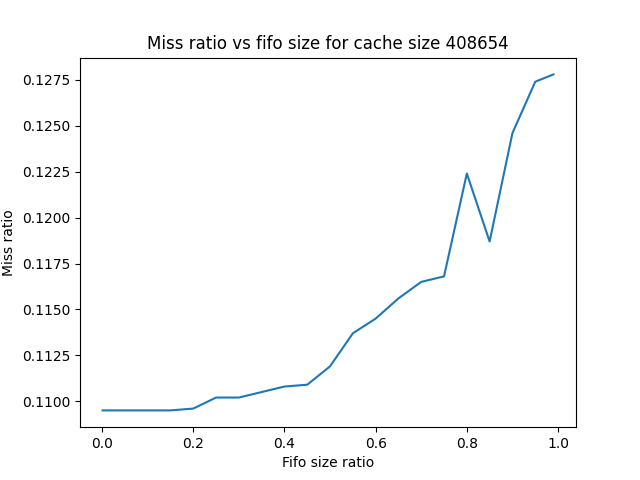 Miss ratio vs fifo size for cache size 408654
0.1275
0.1250
0.1225
0.1200
0.1175
0.1150
0.1125
0.1100
Miss ratio
0.0 0.2 0.4 0.6 0.8 1.0
Fifo size ratio